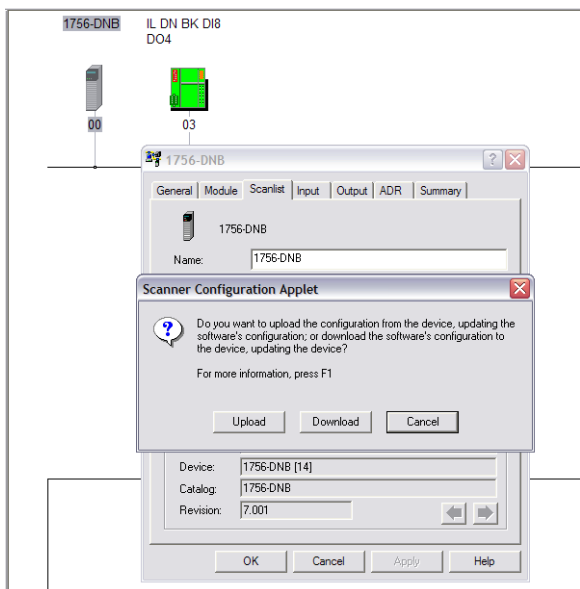 1756-DNB
IL DN BK DI8
DO4
00
03
1756-DNB
General
Module
Scanlist
Input
Output
ADR
Summary
1756-DNB
Name:
1756-DNB
Scanner Configuration Applet
Do you want to upload the configuration from the device, updating the
software's configuration; or download the software's configuration to
the device, updating the device?
For more information, press F1
Upload
Download
Cancel
Device:
1756-DNB [14]
Catalog:
1756-DNB
Revision:
7.001
OK
Cancel
Apply
Help